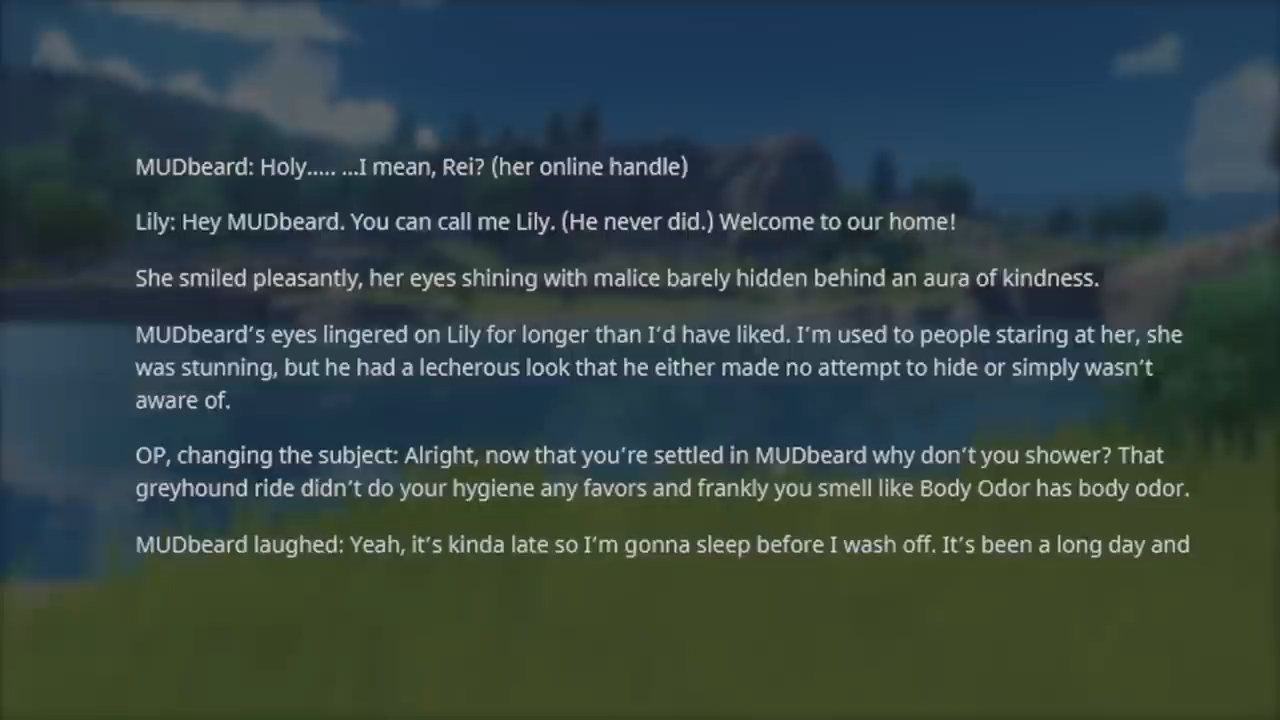 MUDbeard: Holy..... ...I mean, Rei? (her online handle)
Lily: Hey MUDbeard. You can call me Lily. (He never did.) Welcome to our home!
She smiled pleasantly, her eyes shining with malice barely hidden behind an aura of kindness.
MUDbeard’s eyes lingered on Lily for longer than I’d have liked. I’m used to people staring at her, she
was stunning, but he had a lecherous look that he either made no attempt to hide or simply wasn’t
aware of.
OP, changing the subject: Alright, now that you’re settled in MUDbeard why don’t you shower? That
greyhound ride didn’t do your hygiene any favors and frankly you smell like Body Odor has body odor.
MUDbeard laughed: Yeah, it’s kinda late so I’m gonna sleep before I wash off. It’s been a long day and